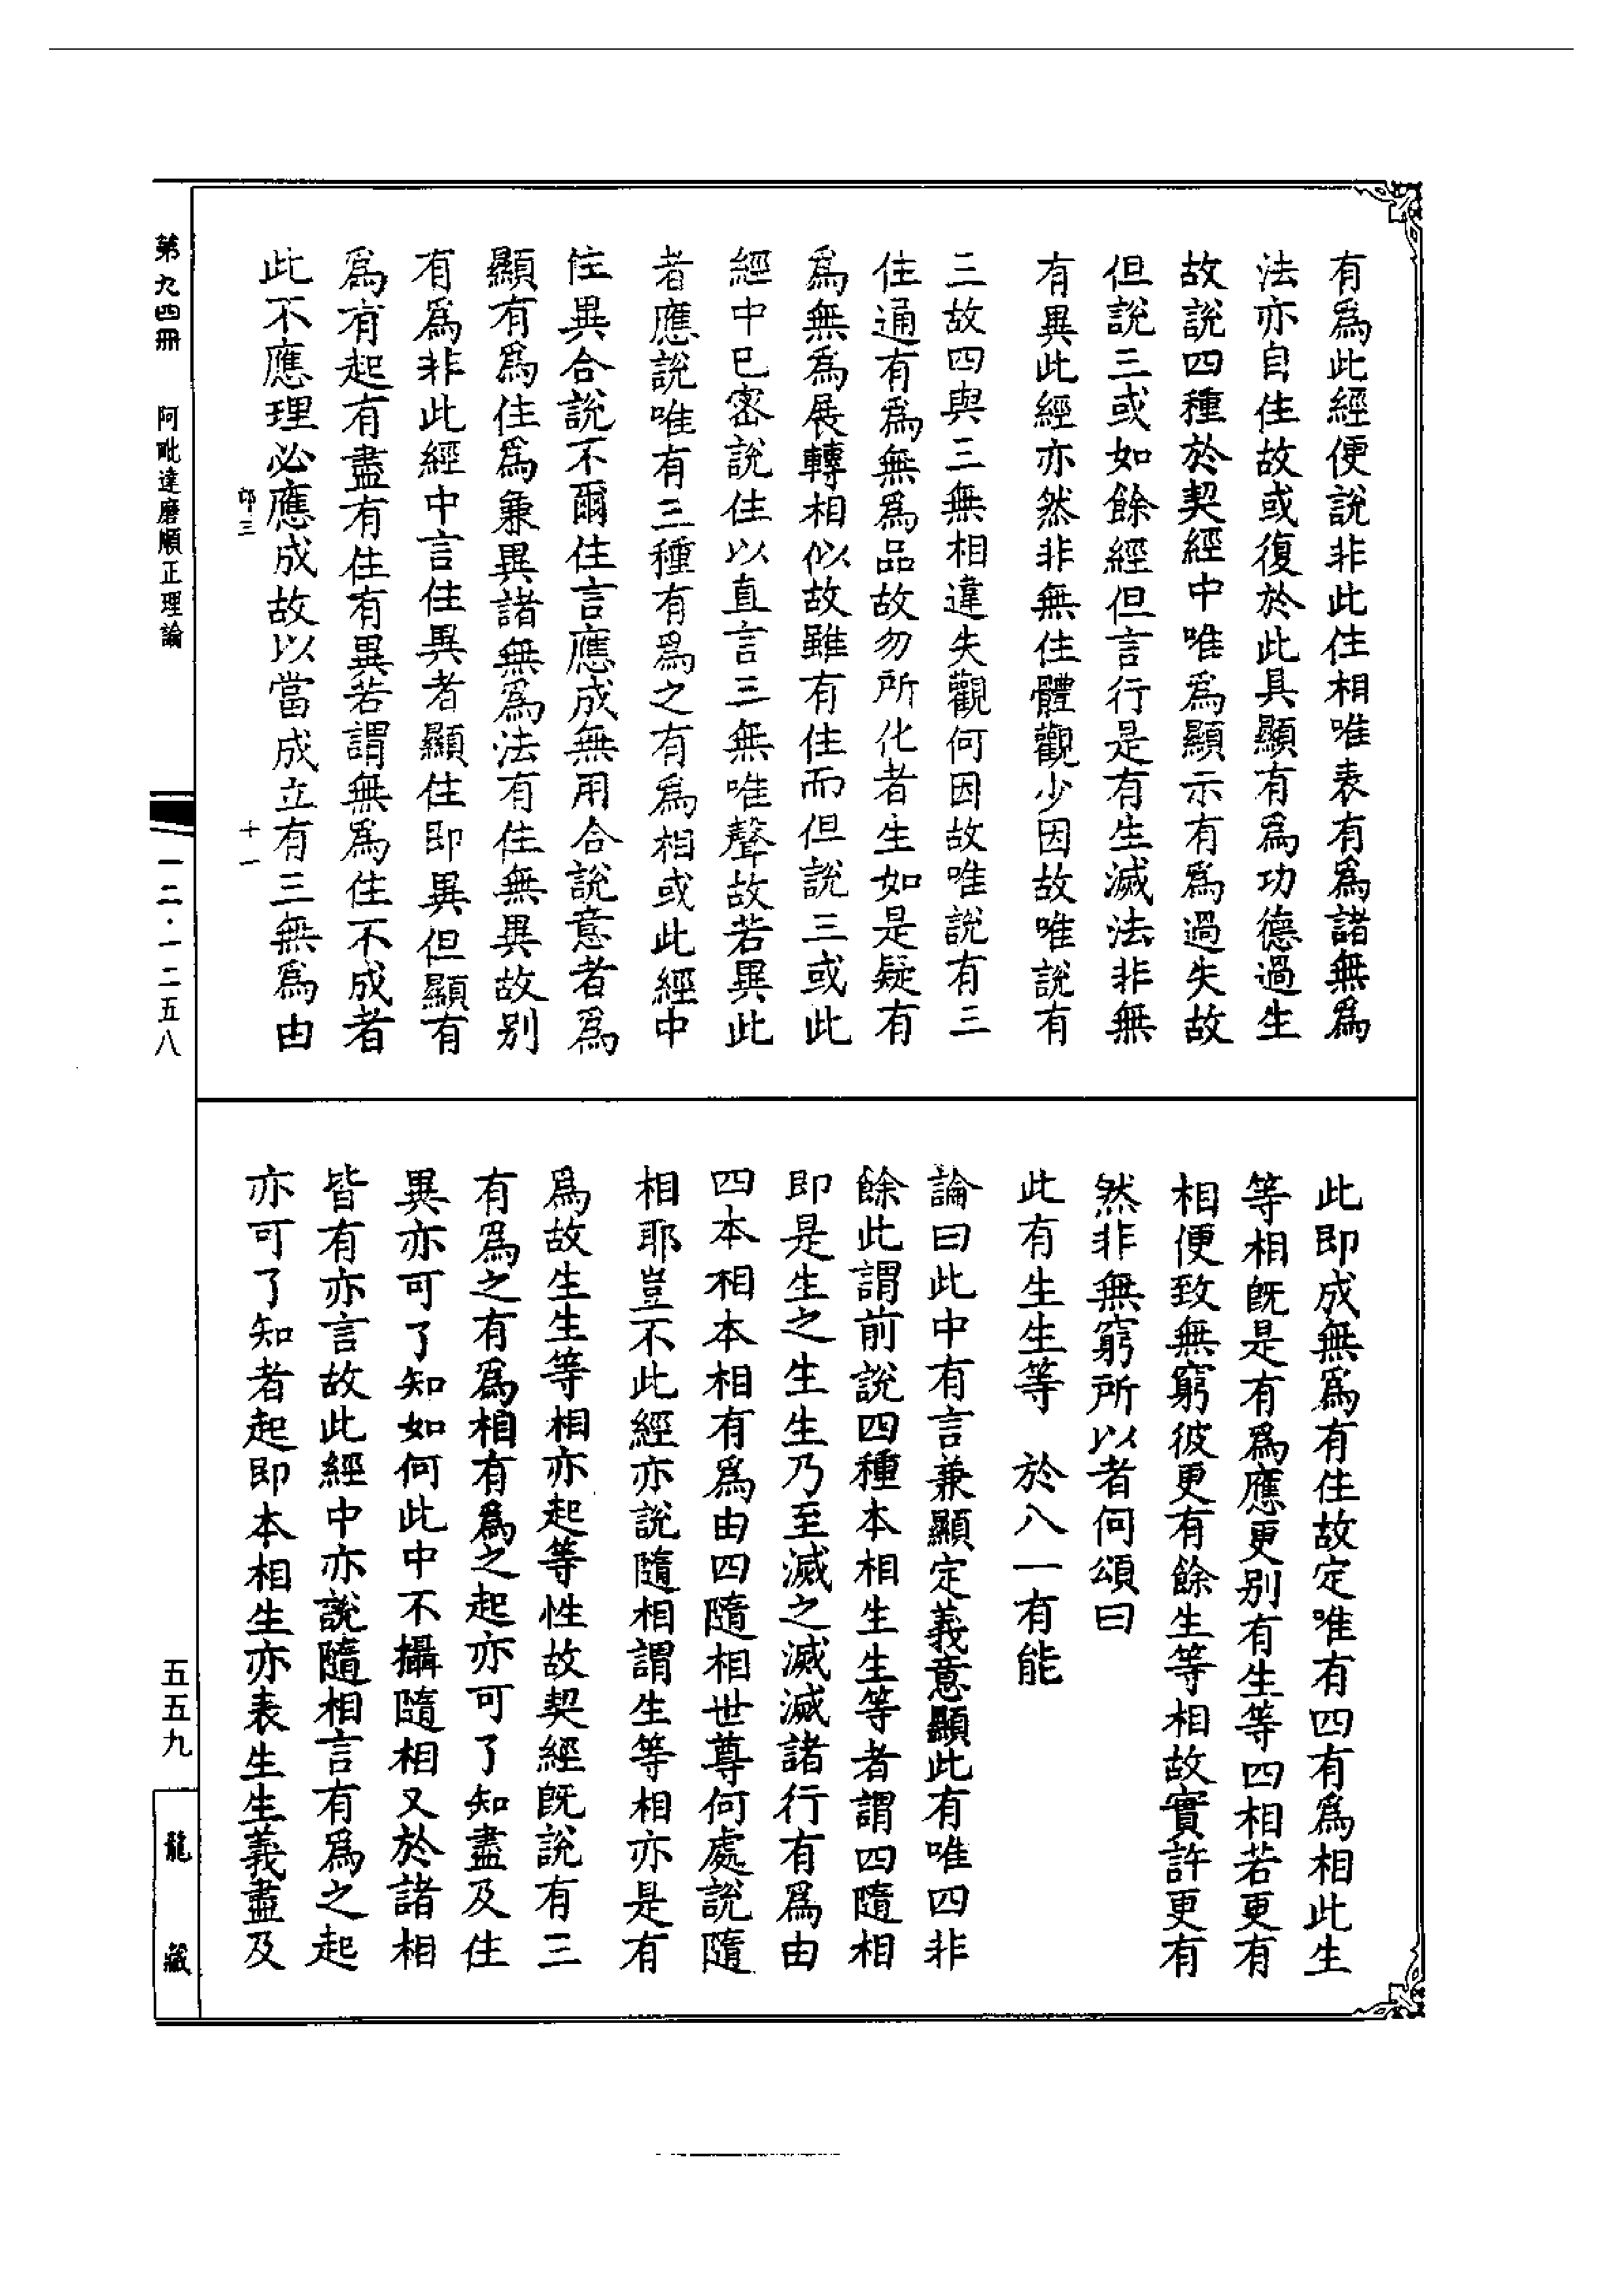 有爲此經便說非此住相唯表有爲諸無爲
法亦自住故或復於此具顯有爲功德過生
故說四種於契經中唯爲顯示有爲過失故
但說三或如餘經但言行是有生滅法非無
有異此經亦然非無住體觀少因故唯說有
三故四與三無相違失觀何因故唯說有三
住通有爲無爲品故勿所化者生如是疑有
爲無爲展轉相似故雖有住而但說三或此
經中已密說住以直言三無唯聲故若異此
者應說唯有三種有爲之有爲相或此經中
住異合說不爾住言應成無用合說意者爲
顯有爲住爲兼異諸無爲法有住無異故别
有爲非此經中言住異者顯住即異但顯有
爲有起有盡有住有異若謂無爲住不成者
此不應理必應成故以當成立有三無爲由
邙三 十一
此即成無爲有住故定唯有四有爲相此生
等相旣是有爲應更别有生等四相若更有
相便致無窮彼更有餘生等相故實許更有
然非無窮所以者何頌曰
此有生生等 於八一有能
論曰此中有言兼顯定義意顯此有唯四非
餘此謂前說四種本相生生等者謂四隨相
即是生之生生乃至滅之滅滅諸行有爲由
四本相本相有爲由四隨相世尊何處說隨
相耶豈不此經亦說隨相謂生等相亦是有
爲故生生等相亦起等性故契經旣說有三
有爲之有爲相有爲之起亦可了知盡及住
異亦可了知如何此中不攝隨相又於諸相
皆有亦言故此經中亦說隨相言有爲之起
亦可了知者起即本相生亦表生生義盡及
第九四冊 阿毗達磨順正理論
一二·一二五八
五五九
龍藏